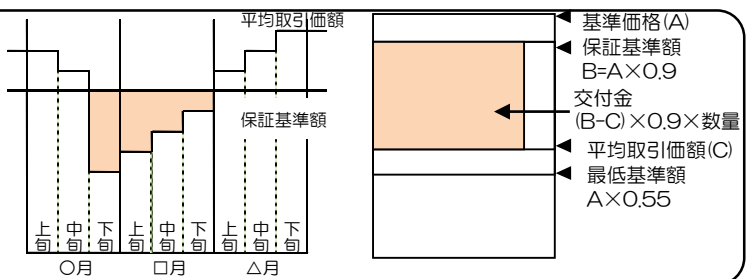 平均取引価額
保証基準額
上旬 中旬 下旬 上旬 中旬 下旬 上旬 中旬 下旬
○月 □月 △月
基準価格(A)
保証基準額
B=A×0.9
交付金
(B-C)×0.9×数量
平均取引価額(C)
最低基準額
A×0.55